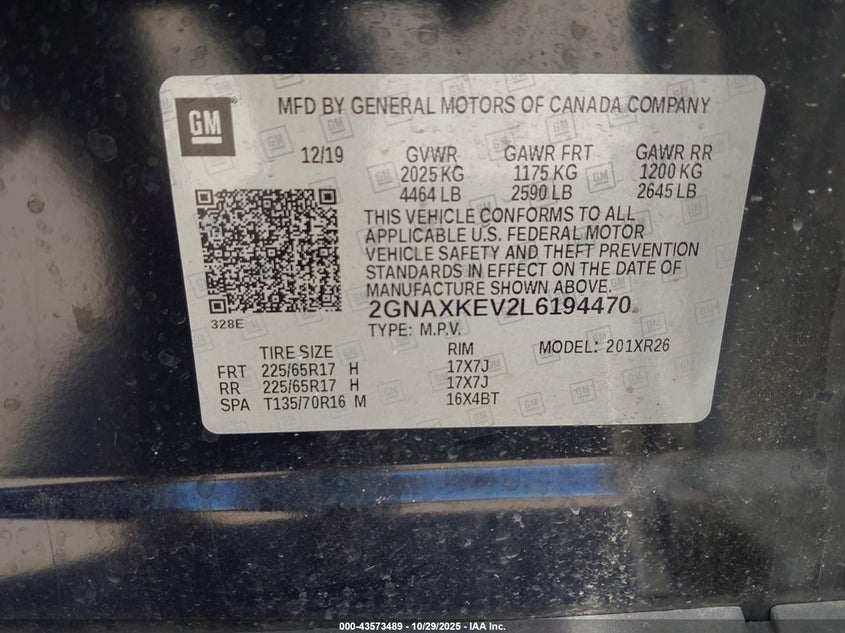 GM
MFD BY GENERAL MOTORS OF CANADA COMPANY
12/19 GVWR GAWR FRT GAWR RR
2025 KG 1175 KG 1200 KG
4464 LB 2590 LB 2645 LB
THIS VEHICLE CONFORMS TO ALL
APPLICABLE U.S. FEDERAL MOTOR
VEHICLE SAFETY AND THEFT PREVENTION
STANDARDS IN EFFECT ON THE DATE OF
MANUFACTURE SHOWN ABOVE.
2GNAXKEV2L6194470
328E
TYPE: M.P.V.
TIRE SIZE RIM MODEL: 201XR26
FRT 225/65R17 H 17X7J
RR 225/65R17 H 17X7J
SPA T135/70R16 M 16X4BT
000-43573489 - 10/29/2025 - IAA Inc.